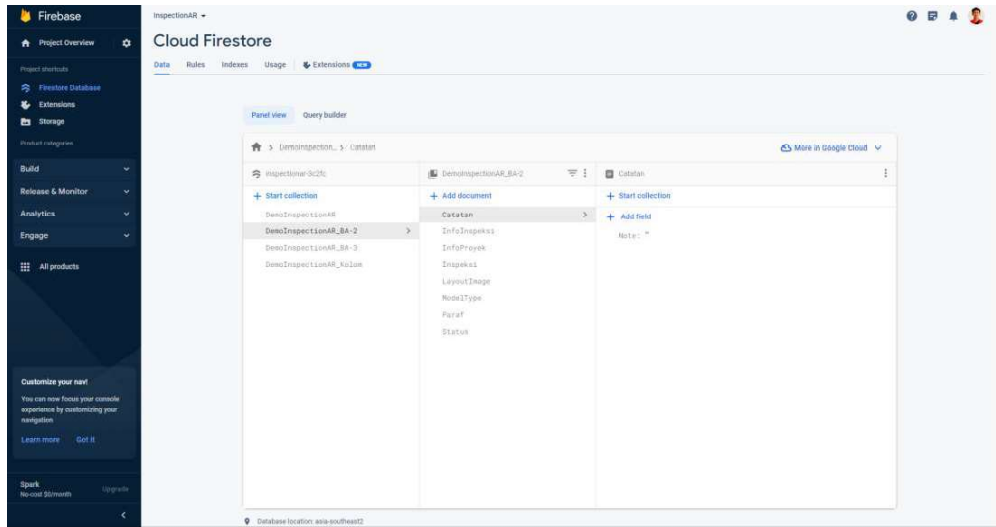 Firebase
Project Overview
Project shortcuts
Firestore Database
Extensions
Storage
Product categories
Build
Release & Monitor
Analytics
Engage
All products
Customize your nav!
You can now focus your console
experience by customizing your
navigation
Learn more Got it
Spark
No-cost $0/month
Upgrade
InspectionAR
Cloud Firestore
Data Rules Indexes Usage Extensions NEW
Panel view Query builder
> DemoInspection... > Catatan
More in Google Cloud
inspectionar-3c2fc
+ Start collection
DemoInspectionAR
DemoInspectionAR_BA-2 >
DemoInspectionAR_BA-3
DemoInspectionAR_Kolom
DemoInspectionAR_BA-2
+ Add document
Catatan >
InfoInspeksi
InfoProyek
Inspeksi
LayoutImage
ModelType
Paraf
Status
Catatan
+ Start collection
+ Add field
Note: ""
Database location: asia-southeast2